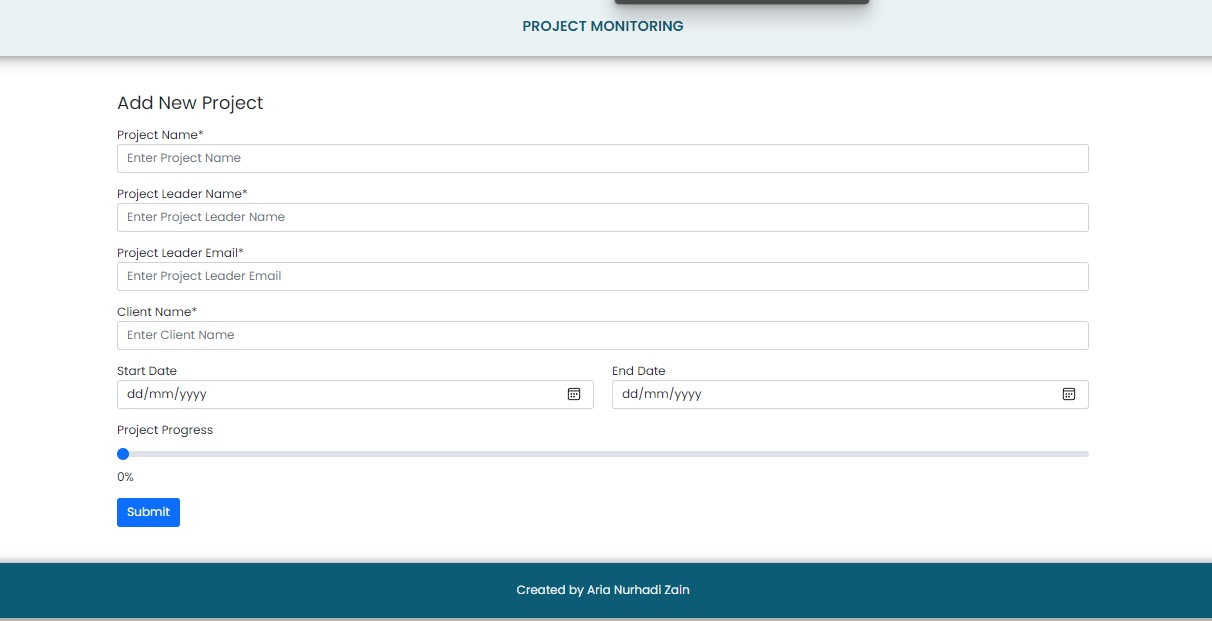 PROJECT MONITORING
Add New Project
Project Name*
Enter Project Name
Project Leader Name*
Enter Project Leader Name
Project Leader Email*
Enter Project Leader Email
Client Name*
Enter Client Name
Start Date
End Date
dd/mm/yyyy
dd/mm/yyyy
Project Progress
0%
Submit
Created by Aria Nurhadi Zain